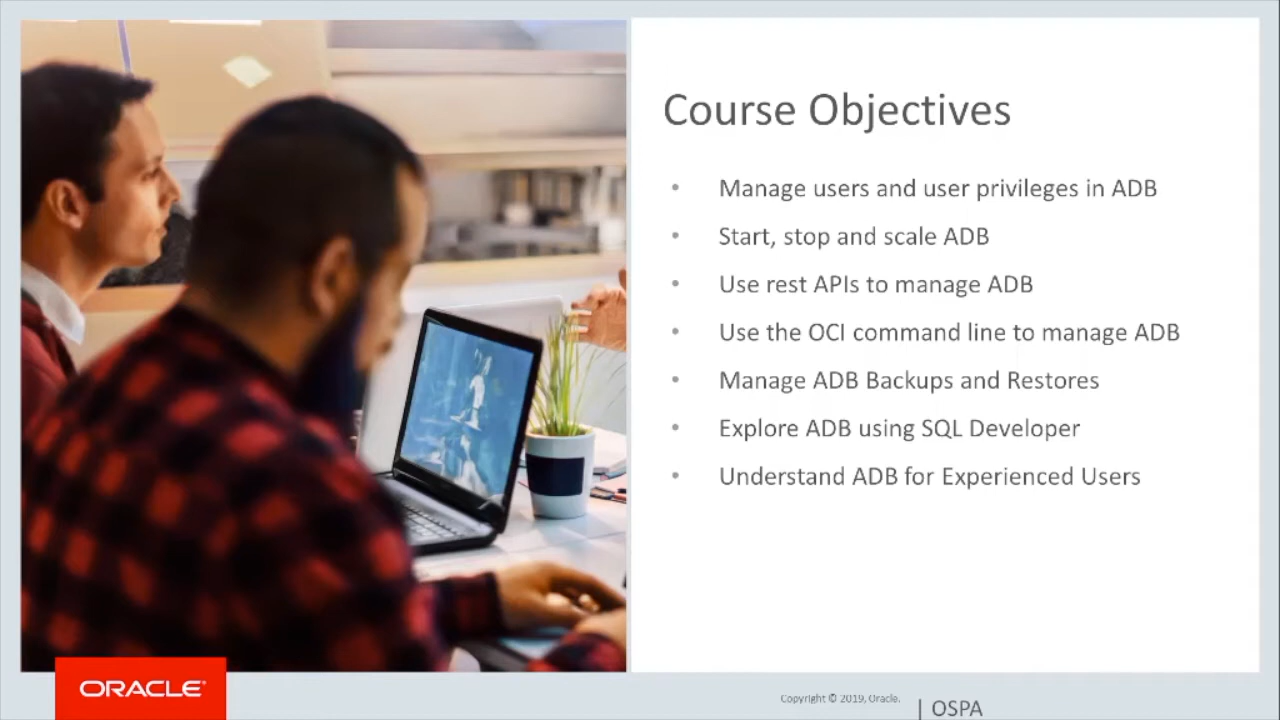 Course Objectives
• Manage users and user privileges in ADB
• Start, stop and scale ADB
• Use rest APIs to manage ADB
• Use the OCI command line to manage ADB
• Manage ADB Backups and Restores
• Explore ADB using SQL Developer
• Understand ADB for Experienced Users
ORACLE®
Copyright © 2019, Oracle.
| OSPA